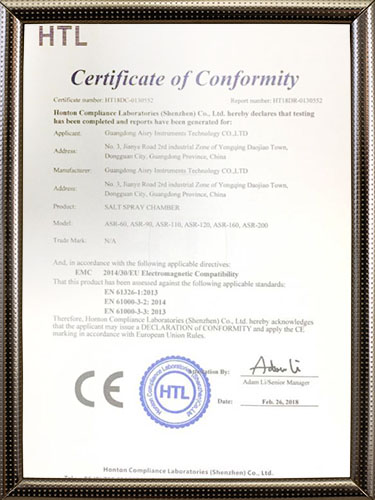 HTL
Certificate of Conformity
Certificate number: HT18DC-0130552 Report number: HT18DR-0130552
Honton Compliance Laboratories (Shenzhen) Co., Ltd. hereby declares that testing
has been completed and reports have been generated for:
Applicant: Guangdong Aisry Instruments Technology CO.,LTD
Address: No. 3, Jianye Road 2rd industrial Zone of Yongqing Daojian Town,
Dongguan City, Guangdong Province, China
Manufacturer: Guangdong Aisry Instruments Technology CO.,LTD
Address: No. 3, Jianye Road 2rd industrial Zone of Yongqing Daojian Town,
Dongguan City, Guangdong Province, China
Product: SALT SPRAY CHAMBER
Model: ASR-60, ASR-90, ASR-110, ASR-120, ASR-160, ASR-200
Trade Mark: N/A
And, in accordance with the following applicable directives:
EMC 2014/30/EU Electromagnetic Compatibility
That this product has been assessed against the following applicable standards:
EN 61326-1:2013
EN 61000-3-2: 2014
EN 61000-3-3: 2013
Therefore, Honton Compliance Laboratories (Shenzhen) Co., Ltd. hereby acknowledges
that the applicant may issue a DECLARATION of CONFORMITY and apply the CE
marking in accordance with European Union Rules.
CE
HTL
Attestation By:
Adam Li
Adam Li/Senior Manager
Date: Feb. 26, 2018
Honton Compliance Laboratories (Shenzhen) Co., Ltd.